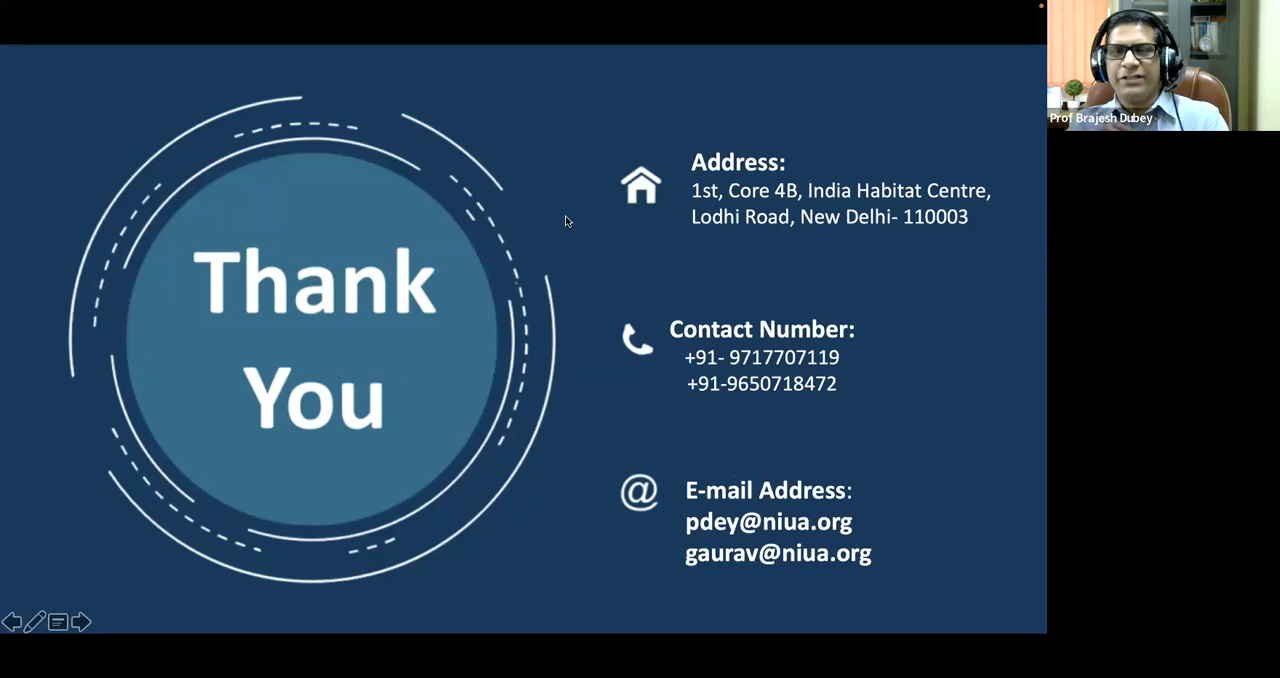 Thank
You
Address:
1st, Core 4B, India Habitat Centre,
Lodhi Road, New Delhi- 110003
Contact Number:
+91- 9717707119
+91-9650718472
@
E-mail Address:
pdey@niua.org
gaurav@niua.org
Prof Brajesh Dubey